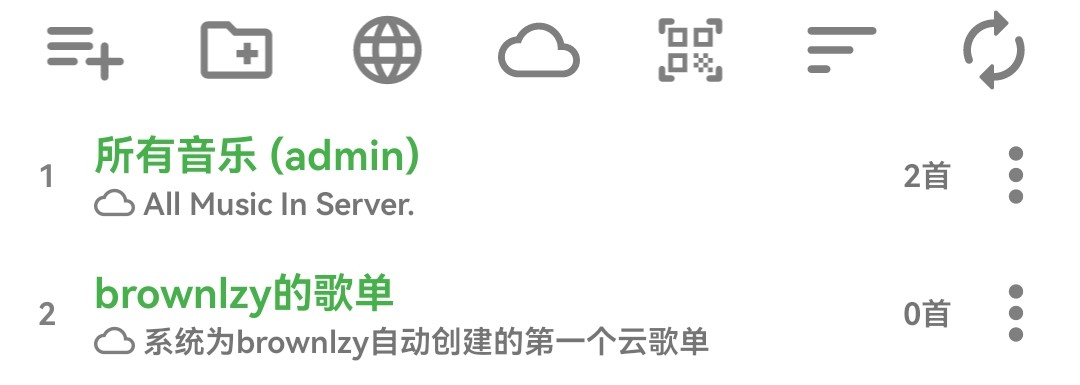 1
所有音乐 (admin)
2首
All Music In Server.
2
brownlzy的歌单
0首
系统为brownlzy自动创建的第一个云歌单